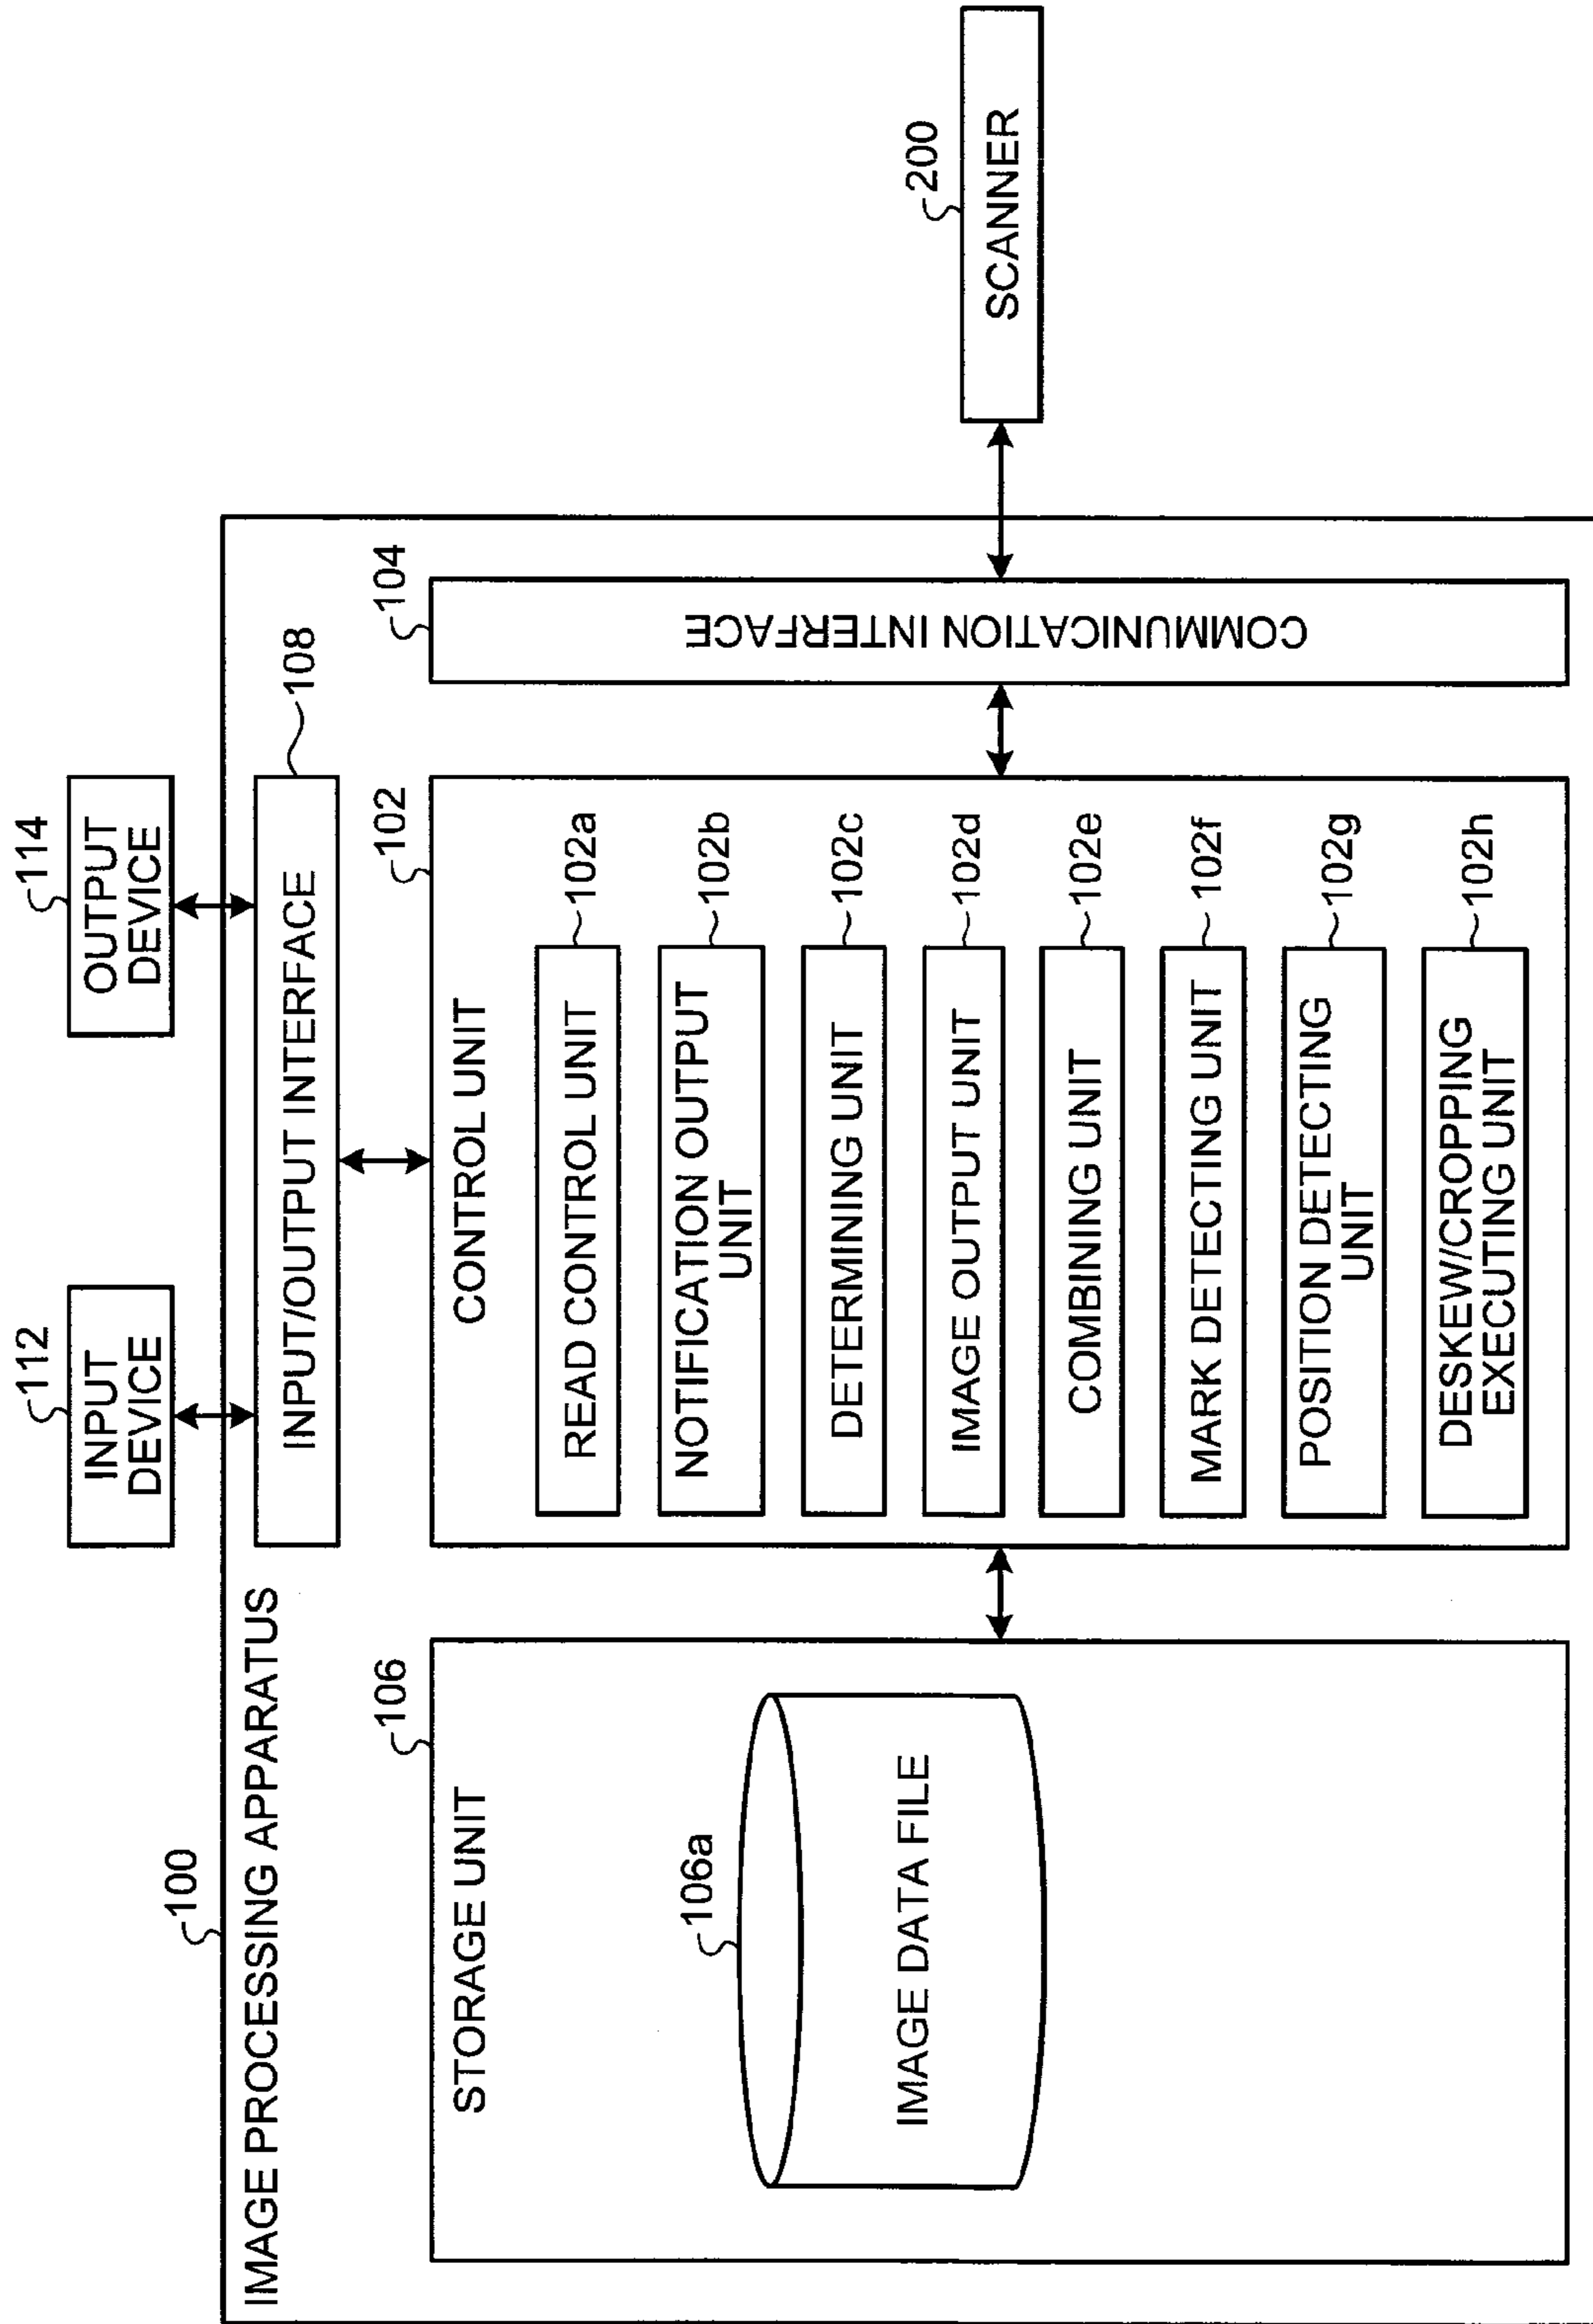 100
IMAGE PROCESSING APPARATUS
112
INPUT
DEVICE
114
OUTPUT
DEVICE
INPUT/OUTPUT INTERFACE
108
106
STORAGE UNIT
106a
IMAGE DATA FILE
102
CONTROL UNIT
READ CONTROL UNIT
102a
NOTIFICATION OUTPUT
UNIT
102b
DETERMINING UNIT
102c
IMAGE OUTPUT UNIT
102d
COMBINING UNIT
102e
MARK DETECTING UNIT
102f
POSITION DETECTING
UNIT
102g
DESKEW/CROPPING
EXECUTING UNIT
102h
104
COMMUNICATION INTERFACE
200
SCANNER